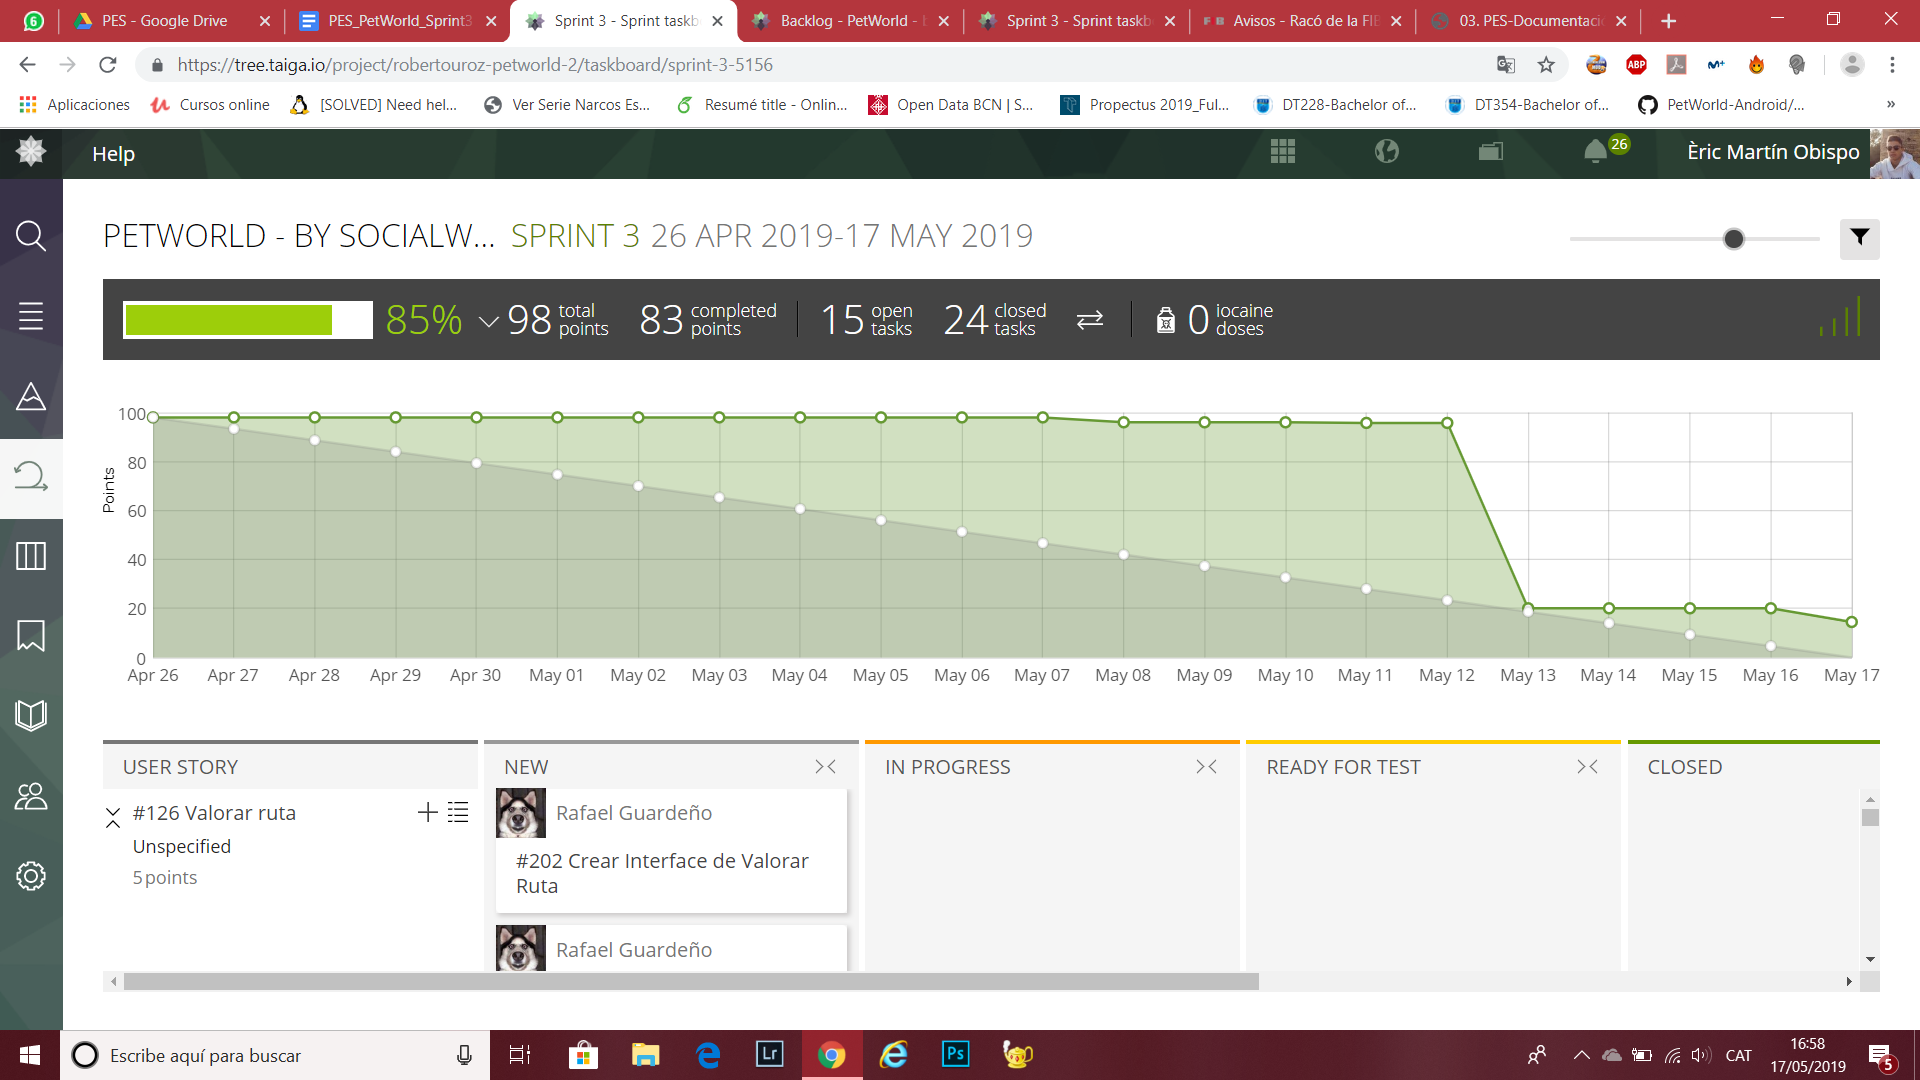 6
PES - Google Drive
PES_PetWorld_Sprint3
Sprint 3 - Sprint taskb
Backlog - PetWorld -
Sprint 3 - Sprint taskb
Avisos - Racó de la FIB
03. PES-Documentaci
https://tree.taiga.io/project/robertouroz-petworld-2/taskboard/sprint-3-5156
ABP
Aplicaciones
Cursos online
[SOLVED] Need hel...
Ver Serie Narcos Es...
Resumé title - Onlin...
Open Data BCN | S...
Propectus 2019_Ful...
DT228-Bachelor of...
DT354-Bachelor of...
PetWorld-Android/...
»
Help
26
Èric Martín Obispo
PETWORLD - BY SOCIALW... SPRINT 3 26 APR 2019-17 MAY 2019
85%
98 total points
83 completed points
15 open tasks
24 closed tasks
0 iocaine doses
Points
100
80
60
40
20
0
Apr 26 Apr 27 Apr 28 Apr 29 Apr 30 May 01 May 02 May 03 May 04 May 05 May 06 May 07 May 08 May 09 May 10 May 11 May 12 May 13 May 14 May 15 May 16 May 17
USER STORY
NEW
IN PROGRESS
READY FOR TEST
CLOSED
#126 Valorar ruta
Unspecified
5 points
Rafael Guardeño
#202 Crear Interface de Valorar
Ruta
Rafael Guardeño
Escribe aquí para buscar
Lr
Ps
CAT
16:58
17/05/2019
5